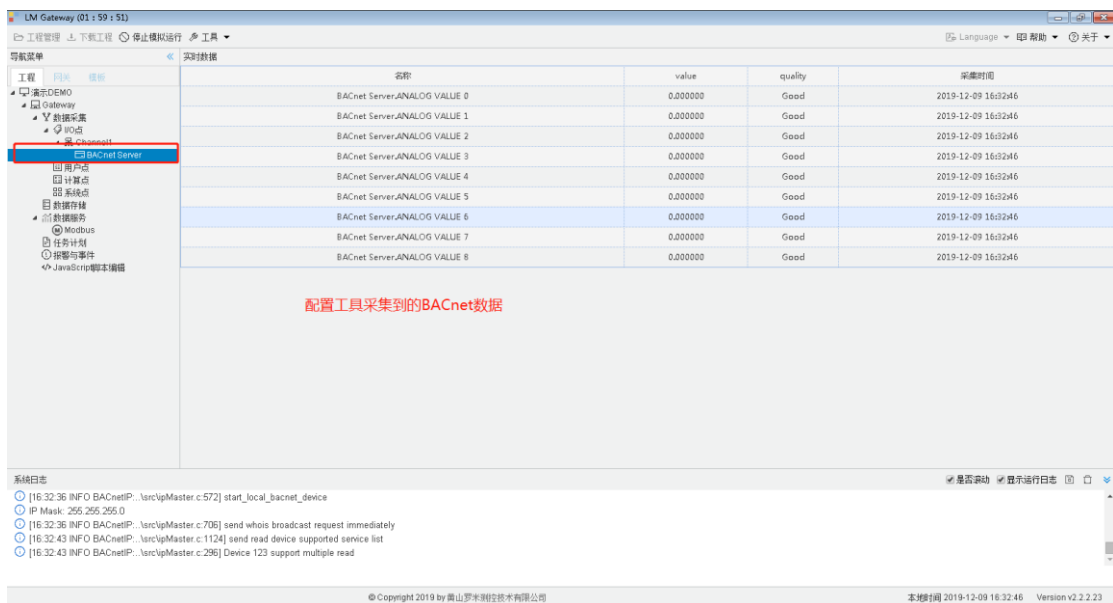 LM Gateway (01 : 59 : 51)
工程管理 下载工程 停止模拟运行 工具 Language 帮助 关于
导航菜单 实时数据
工程 网关 模板
名称 value quality 采集时间
演示DEMO
Gateway
数据采集
I/O点
Channel1
BACnet Server
用户点
计算点
系统点
数据存储
数据服务
Modbus
任务计划
报警与事件
JavaScript脚本编辑
BACnet Server.ANALOG VALUE 0 0.000000 Good 2019-12-09 16:32:46
BACnet Server.ANALOG VALUE 1 0.000000 Good 2019-12-09 16:32:46
BACnet Server.ANALOG VALUE 2 0.000000 Good 2019-12-09 16:32:46
BACnet Server.ANALOG VALUE 3 0.000000 Good 2019-12-09 16:32:46
BACnet Server.ANALOG VALUE 4 0.000000 Good 2019-12-09 16:32:46
BACnet Server.ANALOG VALUE 5 0.000000 Good 2019-12-09 16:32:46
BACnet Server.ANALOG VALUE 6 0.000000 Good 2019-12-09 16:32:46
BACnet Server.ANALOG VALUE 7 0.000000 Good 2019-12-09 16:32:46
BACnet Server.ANALOG VALUE 8 0.000000 Good 2019-12-09 16:32:46
配置工具采集到的BACnet数据
系统日志 是否滚动 显示运行日志
[16:32:36 INFO BACnetIP:..\src\ipMaster.c:572] start_local_bacnet_device
IP Mask: 255.255.255.0
[16:32:36 INFO BACnetIP:..\src\ipMaster.c:706] send whois broadcast request immediately
[16:32:43 INFO BACnetIP:..\src\ipMaster.c:1124] send read device supported service list
[16:32:43 INFO BACnetIP:..\src\ipMaster.c:296] Device 123 support multiple read
© Copyright 2019 by 黄山罗米测控技术有限公司 本地时间 2019-12-09 16:32:46 Version v2.2.2.23